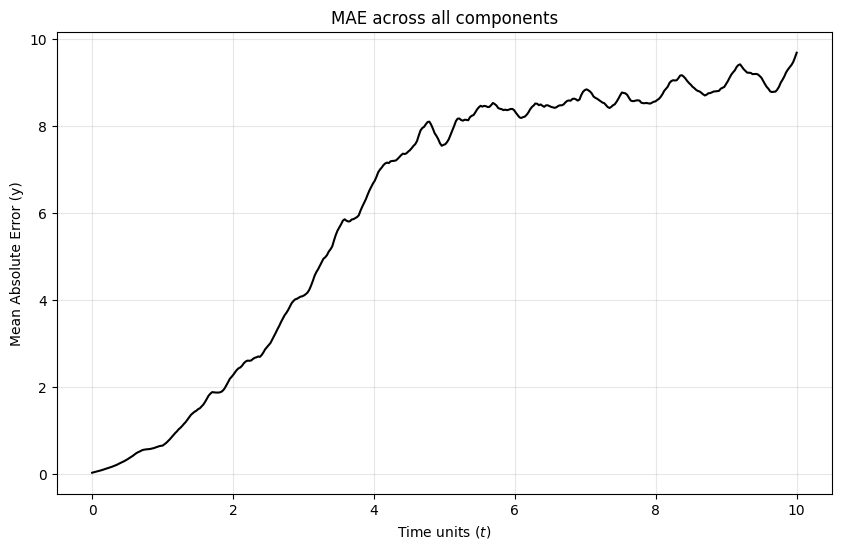 MAE across all components
Mean Absolute Error (y)
10
8
6
4
2
0
0 2 4 6 8 10
Time units (t)